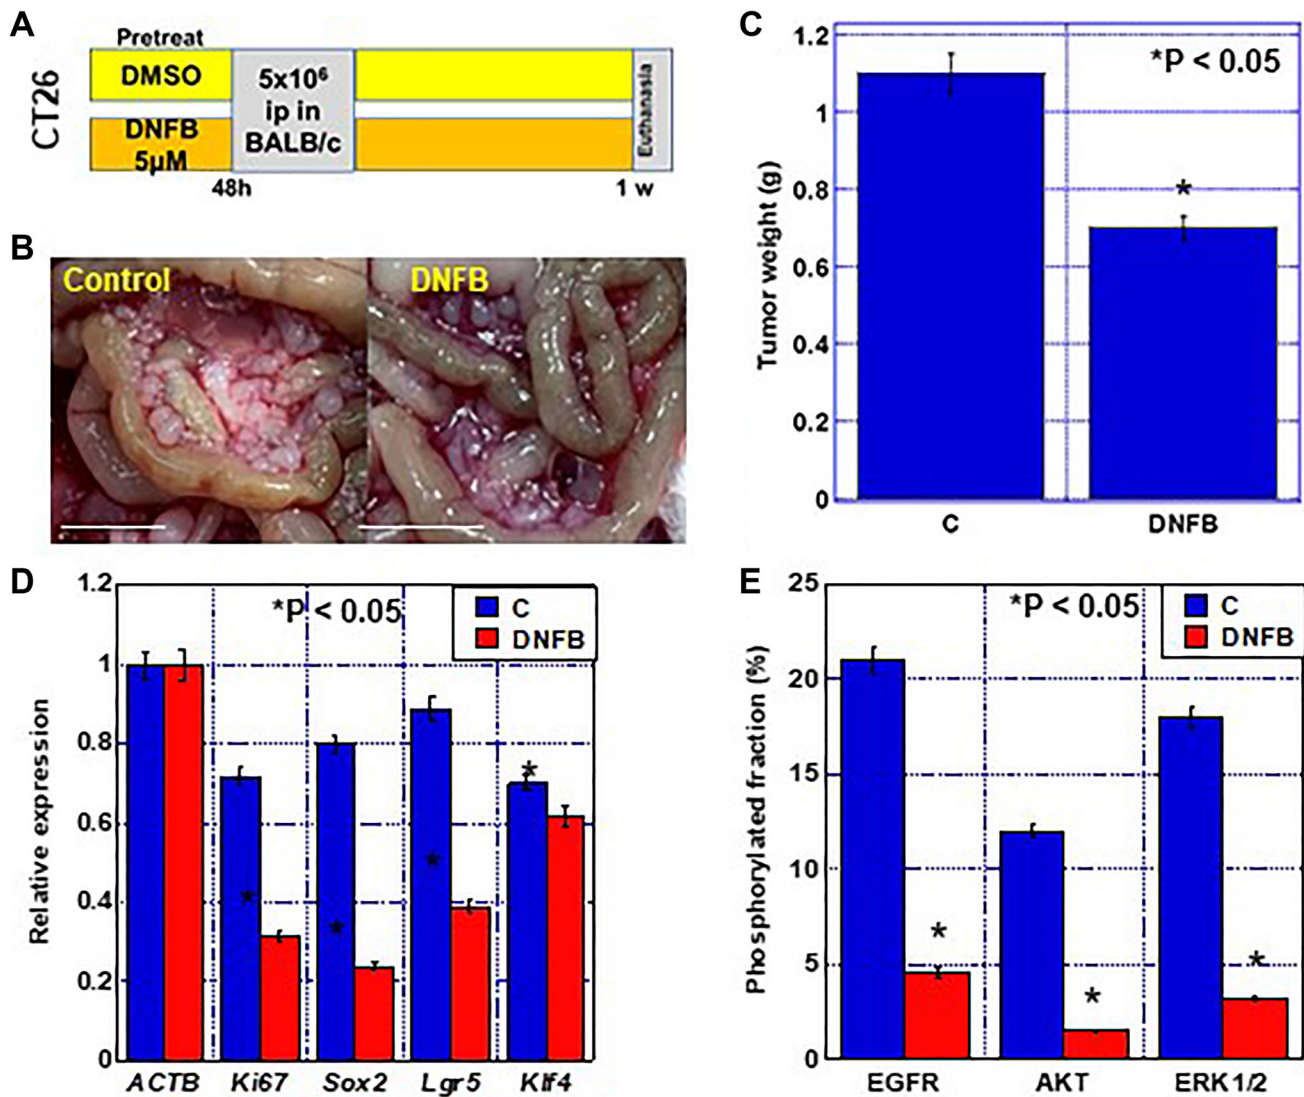 A
Pretreat
CT26
DMSO
DNFB
5µM
5x10⁶
ip in
BALB/c
Euthanasia
48h
1 w
B
Control
DNFB
C
*P < 0.05
Tumor weight (g)
1.2
1
0.8
0.6
0.4
0.2
0
*
C
DNFB
D
*P < 0.05
C
DNFB
Relative expression
1.2
1
0.8
0.6
0.4
0.2
0
*
*
*
*
ACTB
Ki67
Sox2
Lgr5
Klf4
E
*P < 0.05
C
DNFB
Phosphorylated fraction (%)
25
20
15
10
5
0
*
*
*
EGFR
AKT
ERK1/2